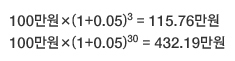 100만원×(1+0.05)³ = 115.76만원
100만원×(1+0.05)³⁰ = 432.19만원